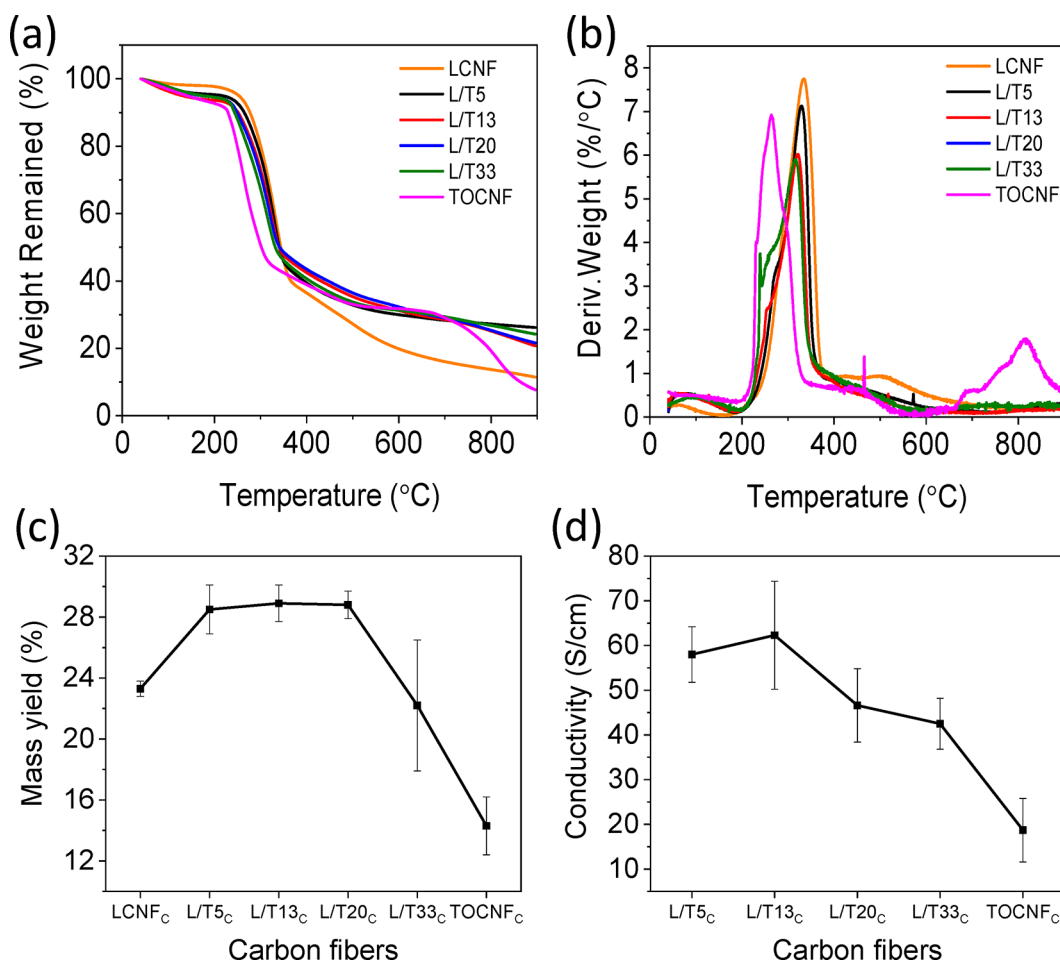 (a)
Weight Remained (%)
100
80
60
40
20
0
LCNF
L/T5
L/T13
L/T20
L/T33
TOCNF
0
200
400
600
800
Temperature (°C)
(b)
Deriv. Weight (%/°C)
8
7
6
5
4
3
2
1
0
LCNF
L/T5
L/T13
L/T20
L/T33
TOCNF
0
200
400
600
800
Temperature (°C)
(c)
Mass yield (%)
32
28
24
20
16
12
LCNFC
L/T5C
L/T13C
L/T20C
L/T33C
TOCNFC
Carbon fibers
(d)
Conductivity (S/cm)
80
70
60
50
40
30
20
10
L/T5C
L/T13C
L/T20C
L/T33C
TOCNFC
Carbon fibers